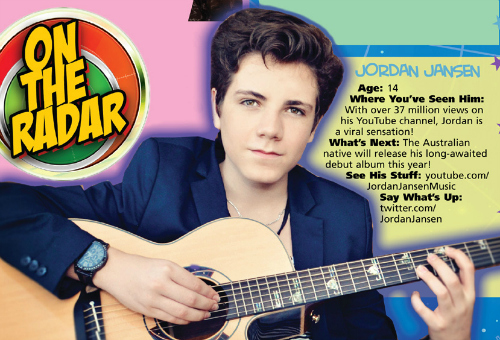 ON
THE
RADAR
JORDAN JANSEN
Age: 14
Where You've Seen Him:
With over 37 million views on
his YouTube channel, Jordan is
a viral sensation!
What's Next: The Australian
native will release his long-awaited
debut album this year!
See His Stuff: youtube.com/
JordanJansenMusic
Say What's Up:
twitter.com/
JordanJansen